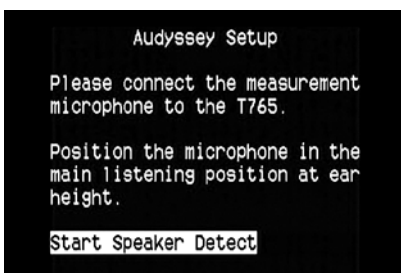 Audyssey Setup
Please connect the measurement
microphone to the T765.
Position the microphone in the
main listening position at ear
height.
Start Speaker Detect